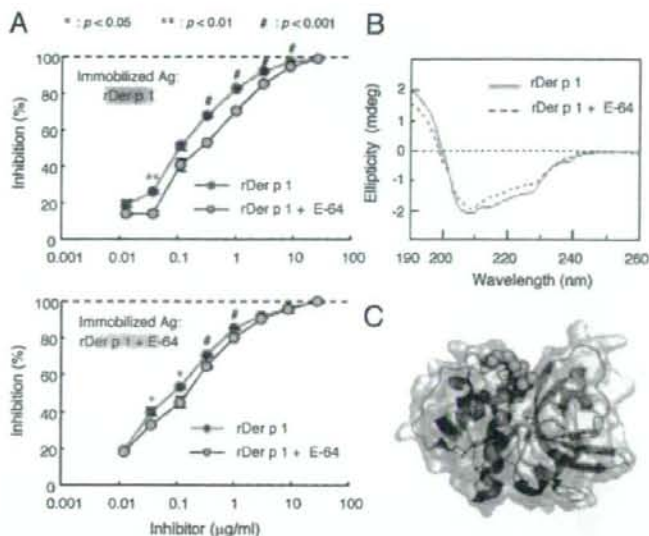 A
* : p < 0.05 ** : p < 0.01 # : p < 0.001
Inhibition (%)
100
80
60
40
20
0
Immobilized Ag:
rDer p 1
**
#
#
#
#
rDer p 1
rDer p 1 + E-64
0.001 0.01 0.1 1 10 100
Inhibition (%)
100
80
60
40
20
0
Immobilized Ag:
rDer p 1 + E-64
*
*
#
#
rDer p 1
rDer p 1 + E-64
0.001 0.01 0.1 1 10 100
Inhibitor (μg/ml)
B
Ellipticity (mdeg)
2
1
0
-1
-2
rDer p 1
rDer p 1 + E-64
190 200 220 240 260
Wavelength (nm)
C